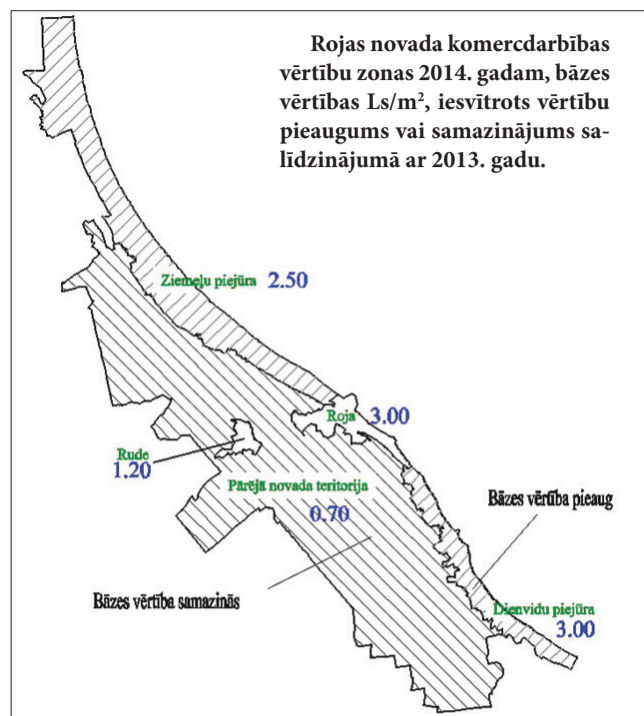 Rojas novada komercdarbības
vērtību zonas 2014. gadam, bāzes
vērtības Ls/m², iesvītrots vērtību
pieaugums vai samazinājums sa-
līdzinājumā ar 2013. gadu.
Ziemeļu piejūra 2.50
Roja 3.00
Rude
1.20
Pārējā novada teritorija
0.70
Bāzes vērtība pieaug
Bāzes vērtība samazinās
Dienvidu piejūra
3.00